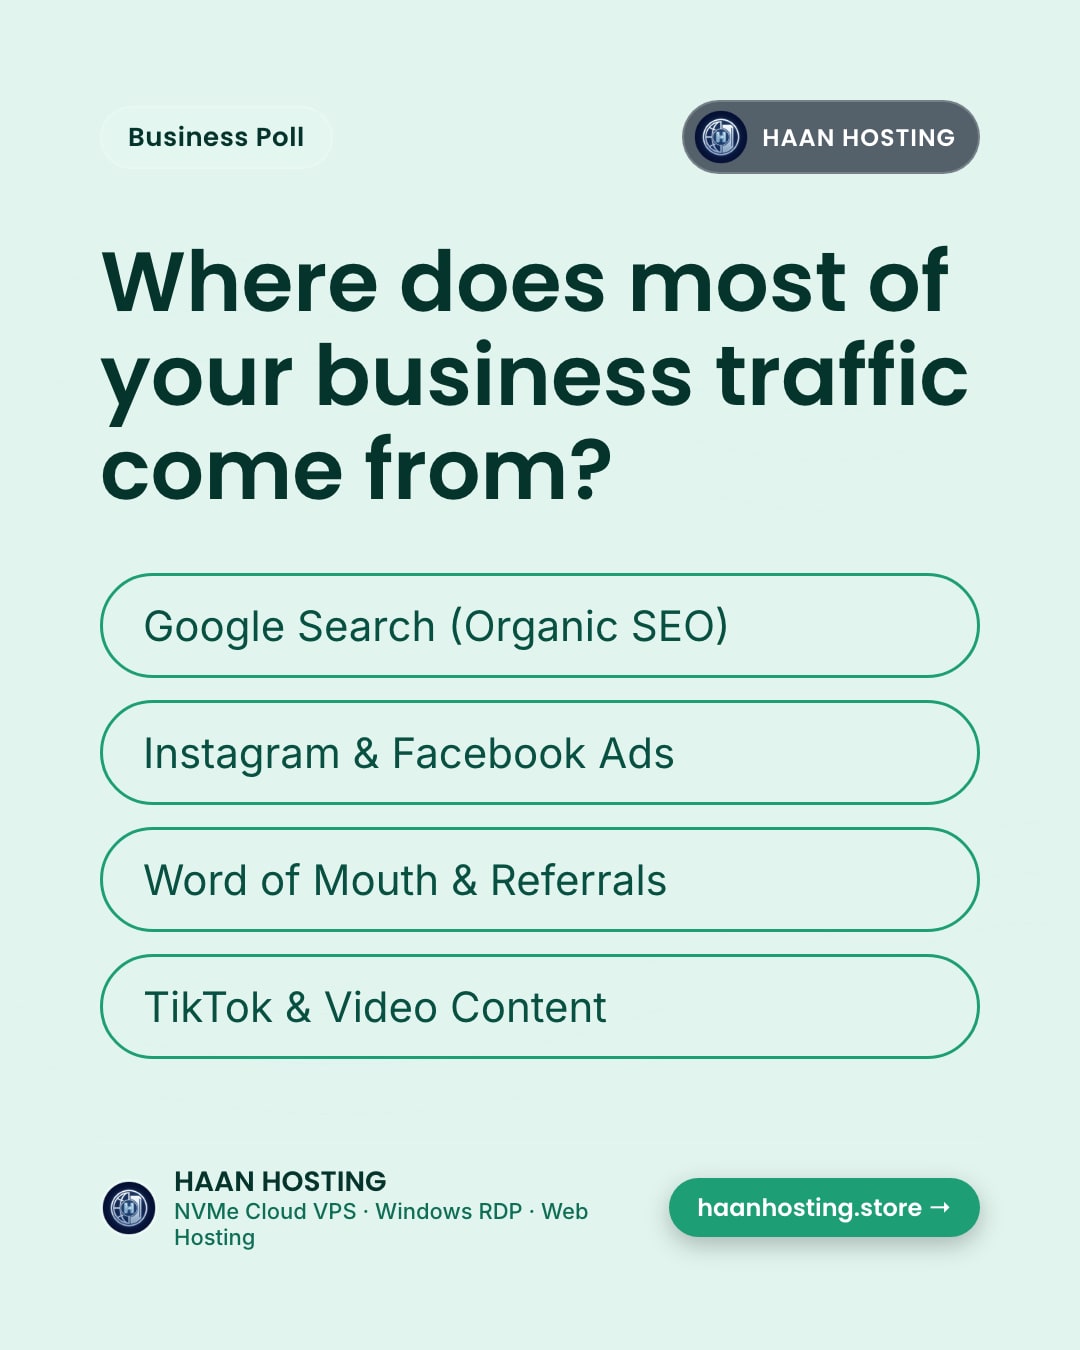 Business Poll
HAAN HOSTING
Where does most of
your business traffic
come from?
Google Search (Organic SEO)
Instagram & Facebook Ads
Word of Mouth & Referrals
TikTok & Video Content
HAAN HOSTING
NVMe Cloud VPS · Windows RDP · Web
Hosting
haanhosting.store →